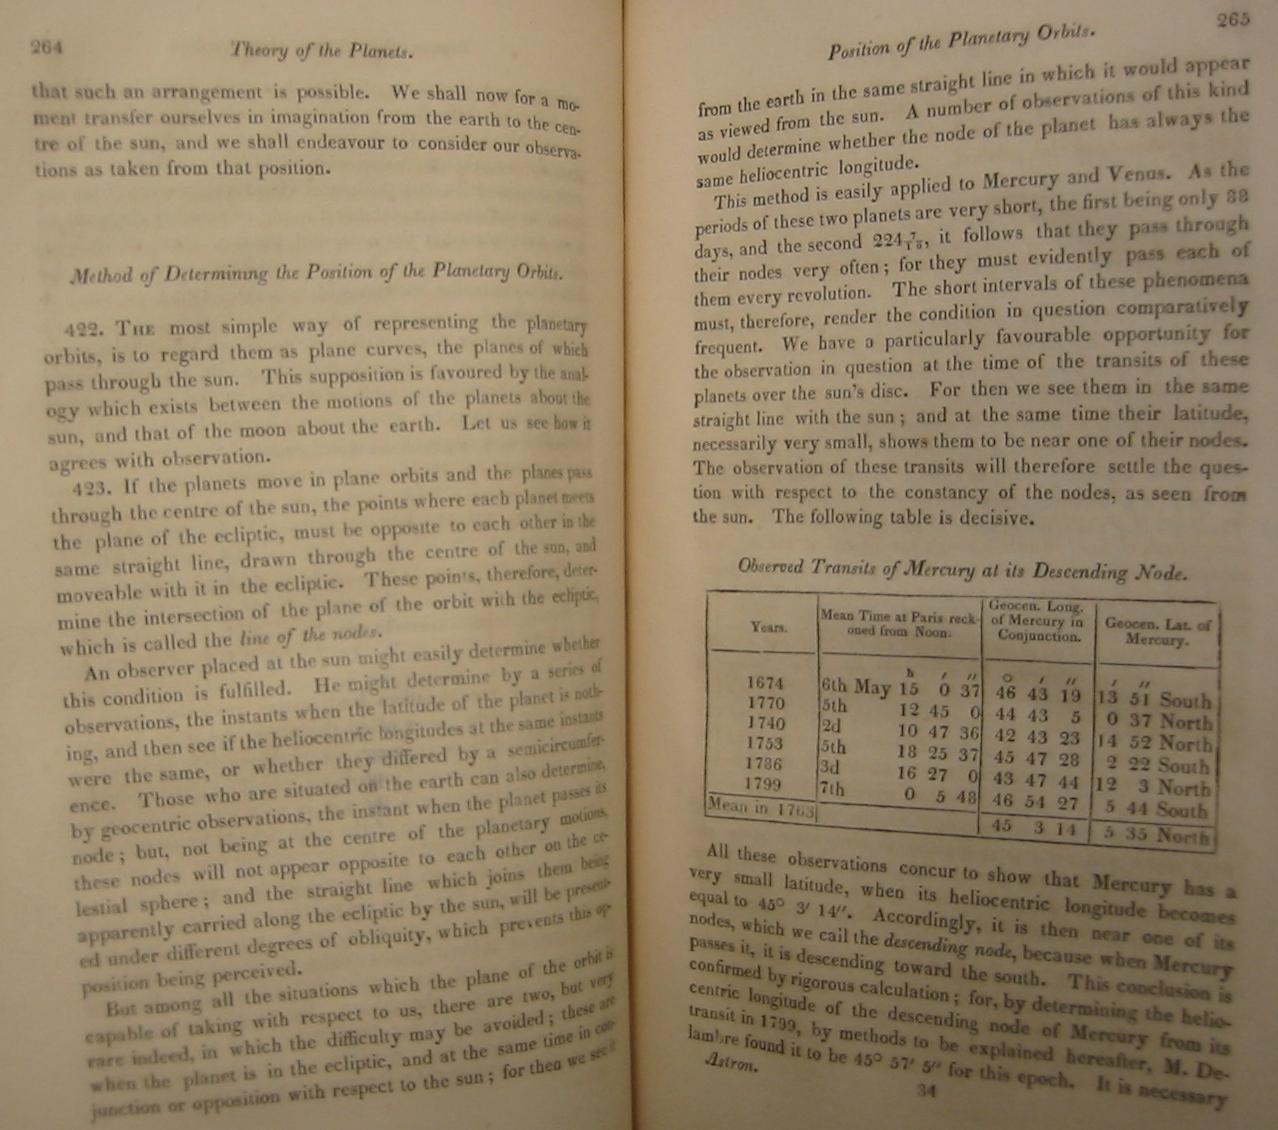 264
Theory of the Planets.
that such an arrangement is possible. We shall now for a mo-
ment transfer ourselves in imagination from the earth to the cen-
tre of the sun, and we shall endeavour to consider our observa-
tions as taken from that position.
Method of Determining the Position of the Planetary Orbits.
422. THE most simple way of representing the planetary
orbits, is to regard them as plane curves, the planes of which
pass through the sun. This supposition is favoured by the anal-
ogy which exists between the motions of the planets about the
sun, and that of the moon about the earth. Let us see how it
agrees with observation.
423. If the planets move in plane orbits and the planes pass
through the centre of the sun, the points where each planet meets
the plane of the ecliptic, must be opposite to each other in the
same straight line, drawn through the centre of the sun, and
moveable with it in the ecliptic. These points, therefore, deter-
mine the intersection of the plane of the orbit with the ecliptic,
which is called the line of the nodes.
An observer placed at the sun might easily determine whether
this condition is fulfilled. He might determine by a series of
observations, the instants when the latitude of the planet is noth-
ing, and then see if the heliocentric longitudes at the same instants
were the same, or whether they differed by a semicircumfer-
ence. Those who are situated on the earth can also determine,
by geocentric observations, the instant when the planet passes its
node; but, not being at the centre of the planetary motions,
these nodes will not appear opposite to each other on the ce-
lestial sphere; and the straight line which joins them being
apparently carried along the ecliptic by the sun, will be present-
ed under different degrees of obliquity, which prevents this op-
position being perceived.
But among all the situations which the plane of the orbit is
capable of taking with respect to us, there are two, but very
rare indeed, in which the difficulty may be avoided; these are
when the planet is in the ecliptic, and at the same time in con-
junction or opposition with respect to the sun; for then we see it
Position of the Planetary Orbits.
265
from the earth in the same straight line in which it would appear
as viewed from the sun. A number of observations of this kind
would determine whether the node of the planet has always the
same heliocentric longitude.
This method is easily applied to Mercury and Venus. As the
periods of these two planets are very short, the first being only 88
days, and the second 224 7/10, it follows that they pass through
their nodes very often; for they must evidently pass each of
them every revolution. The short intervals of these phenomena
must, therefore, render the condition in question comparatively
frequent. We have a particularly favourable opportunity for
the observation in question at the time of the transits of these
planets over the sun's disc. For then we see them in the same
straight line with the sun; and at the same time their latitude,
necessarily very small, shows them to be near one of their nodes.
The observation of these transits will therefore settle the ques-
tion with respect to the constancy of the nodes, as seen from
the sun. The following table is decisive.
Observed Transits of Mercury at its Descending Node.
Years. Mean Time at Paris reck- oned from Noon. Geocen. Long. of Mercury in Conjunction. Geocen. Lat. of Mercury.
h ′ ″ o ′ ″ ′ ″
1674 6th May 15 0 37 46 43 19 13 51 South
1770 5th 12 45 0 44 43 5 0 37 North
1740 2d 10 47 36 42 43 23 14 52 North
1753 5th 18 25 37 45 47 28 2 22 South
1786 3d 16 27 0 43 47 44 12 3 North
1799 7th 0 5 48 46 54 27 5 44 South
Mean in 1763 45 3 14 5 35 North
All these observations concur to show that Mercury has a
very small latitude, when its heliocentric longitude becomes
equal to 45° 3′ 14″. Accordingly, it is then near one of its
nodes, which we call the descending node, because when Mercury
passes it, it is descending toward the south. This conclusion is
confirmed by rigorous calculation; for, by determining the helio-
centric longitude of the descending node of Mercury from its
transit in 1799, by methods to be explained hereafter, M. De-
lambre found it to be 45° 57′ 5″ for this epoch. It is necessary
Astron.
34